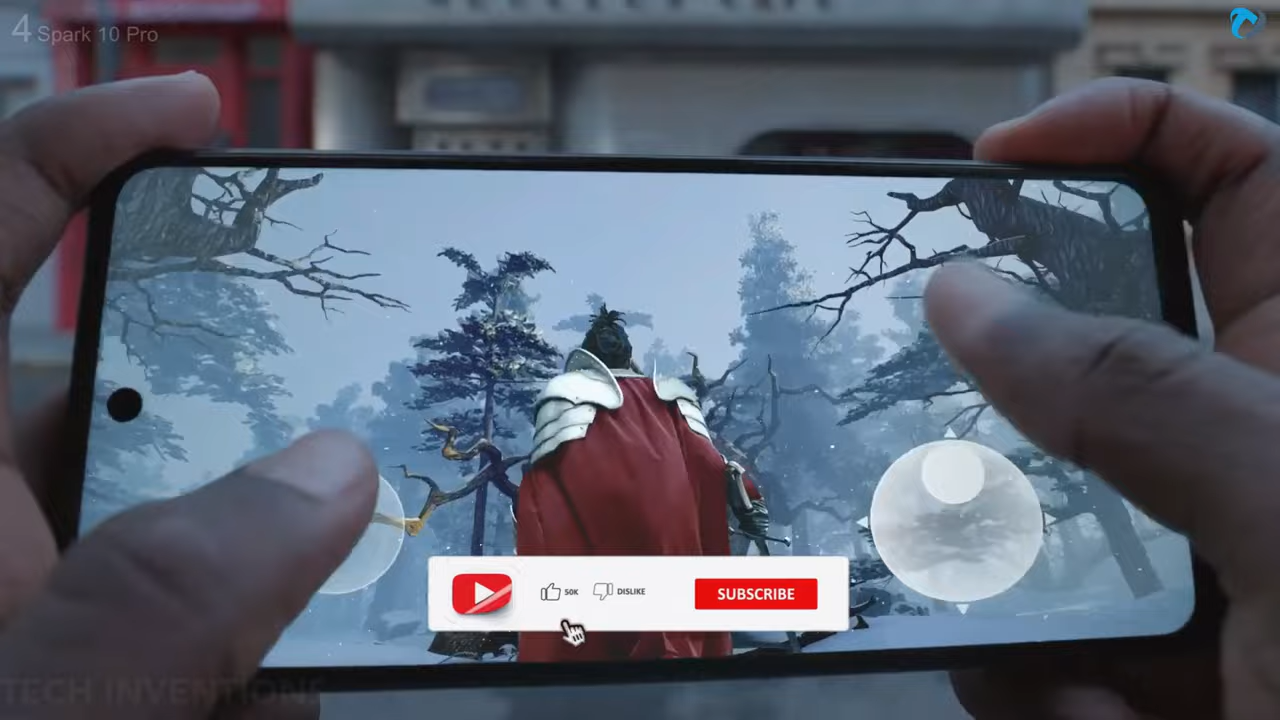 4 Spark 10 Pro
50K
DISLIKE
SUBSCRIBE
TECH INVENTIONS